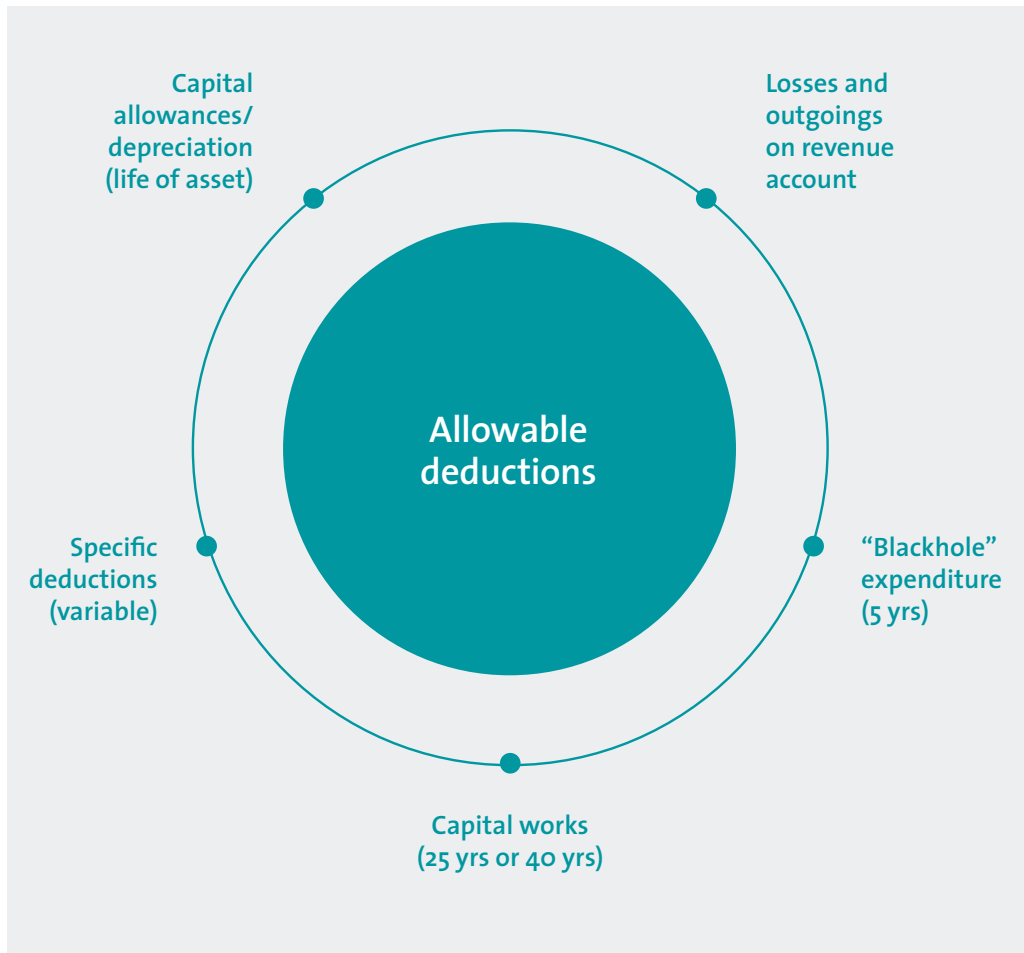 Capital
allowances/
depreciation
(life of asset)
Losses and
outgoings
on revenue
account
Allowable
deductions
Specific
deductions
(variable)
“Blackhole”
expenditure
(5 yrs)
Capital works
(25 yrs or 40 yrs)